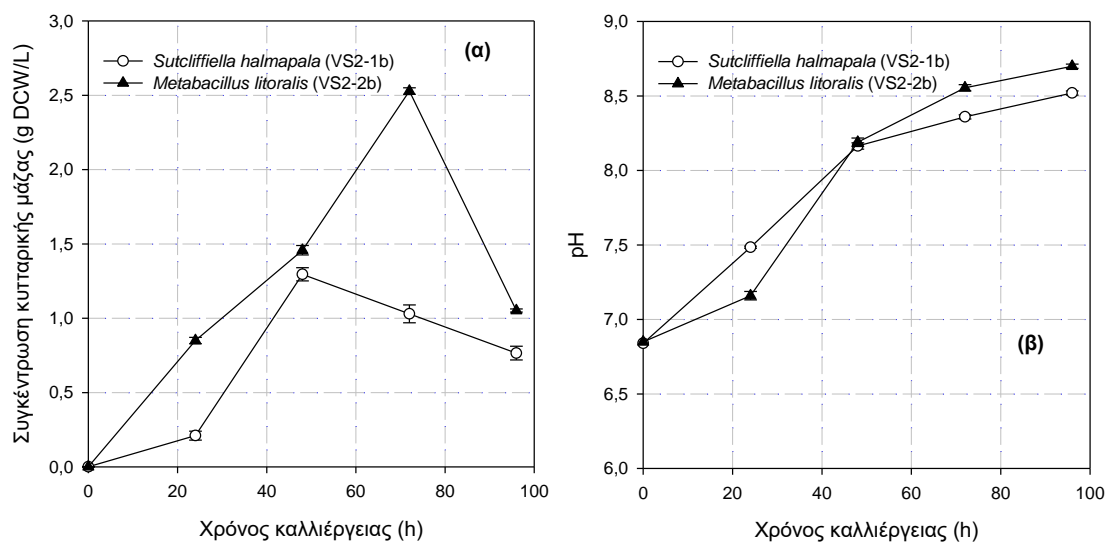 3,0
2,5
2,0
1,5
1,0
0,5
0,0
0
20
40
60
80
100
Συγκέντρωση κυτταρικής μάζας (g DCW/L)
Χρόνος καλλιέργειας (h)
Sutcliffiella halmapala (VS2-1b)
Metabacillus litoralis (VS2-2b)
(α)
9,0
8,5
8,0
7,5
7,0
6,5
6,0
0
20
40
60
80
100
pH
Χρόνος καλλιέργειας (h)
Sutcliffiella halmapala (VS2-1b)
Metabacillus litoralis (VS2-2b)
(β)